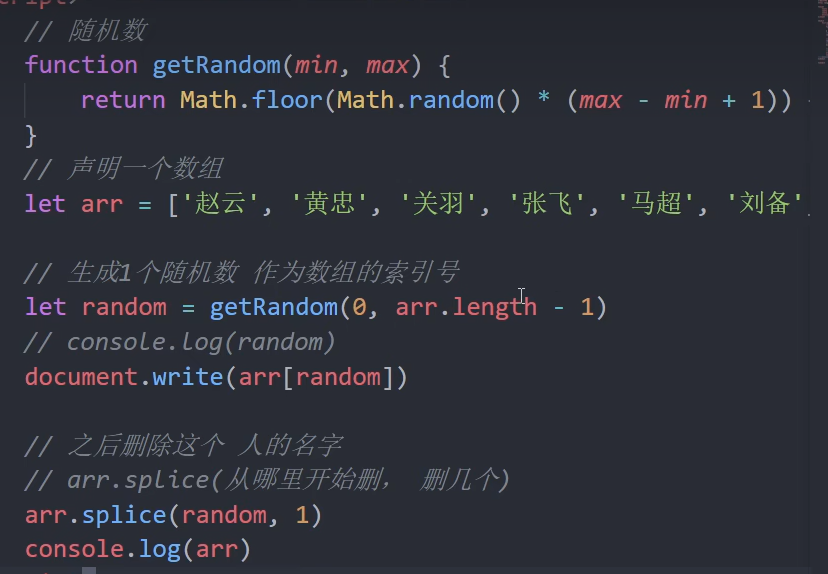 // 随机数
function getRandom(min, max) {
return Math.floor(Math.random() * (max - min + 1))
}
// 声明一个数组
let arr = ['赵云', '黄忠', '关羽', '张飞', '马超', '刘备'
// 生成1个随机数 作为数组的索引号
let random = getRandom(0, arr.length - 1)
// console.log(random)
document.write(arr[random])
// 之后删除这个 人的名字
// arr.splice(从哪里开始删， 删几个)
arr.splice(random, 1)
console.log(arr)